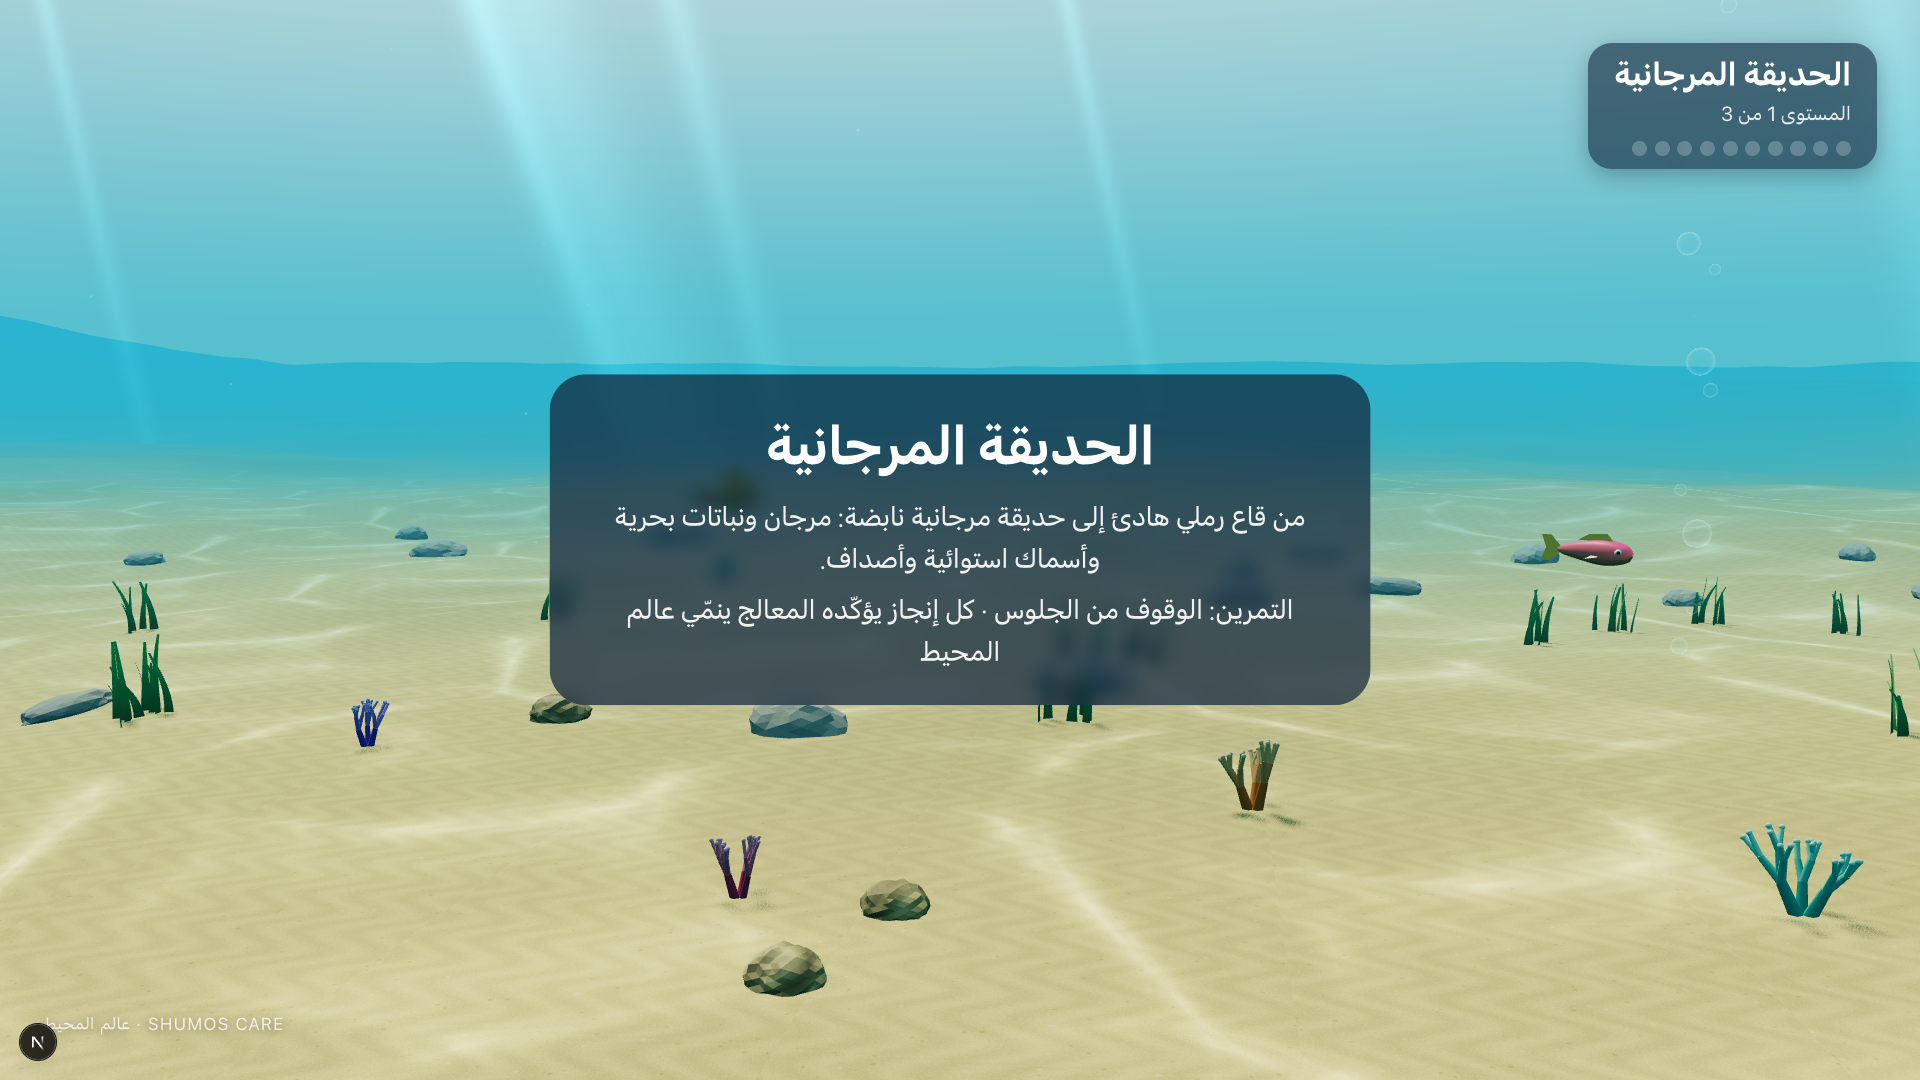 الحديقة المرجانية
المستوى 1 من 3
الحديقة المرجانية
من قاع رملي هادئ إلى حديقة مرجانية نابضة: مرجان ونباتات بحرية
وأسماك استوائية وأصداف.
التمرين: الوقوف من الجلوس · كل إنجاز يؤكّده المعالج ينمّي عالم
المحيط
SHUMOS CARE · عالم المحيط
N